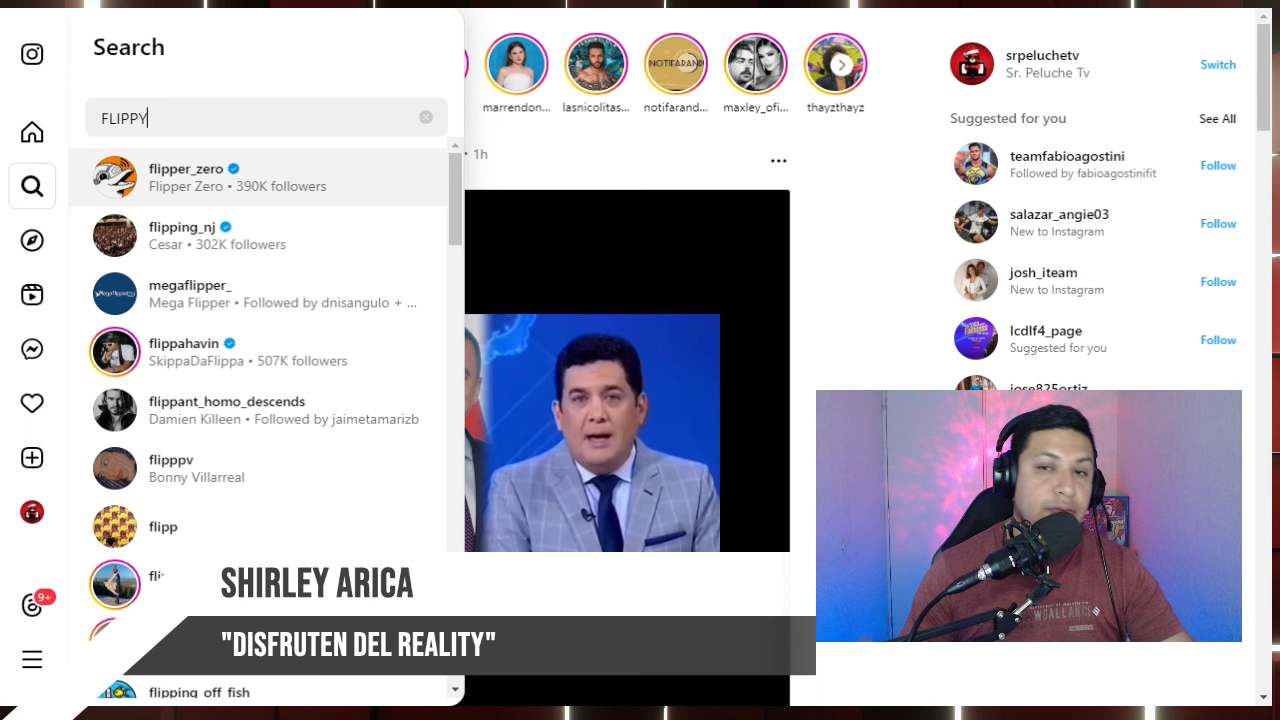 Search
FLIPPY
flipper_zero
Flipper Zero • 390K followers
flipping_nj
Cesar • 302K followers
megaflipper_
Mega Flipper • Followed by dnisangulo + ...
flippahavin
SkippaDaFlippa • 507K followers
flippant_homo_descends
Damien Killeen • Followed by jaimetamarizb
flipppv
Bonny Villarreal
flipp
flipping_off_fish
9+
marrendon...
lasnicolitas...
NOTIFARAND
notifarand...
maxley_ofi...
thayzthayz
• 1h
srpeluchetv
Sr. Peluche Tv
Switch
Suggested for you
See All
teamfabioagostini
Followed by fabioagostinifit
Follow
salazar_angie03
New to Instagram
Follow
josh_iteam
New to Instagram
Follow
lcdlf4_page
Suggested for you
Follow
jose825ortiz
SHIRLEY ARICA
"DISFRUTEN DEL REALITY"